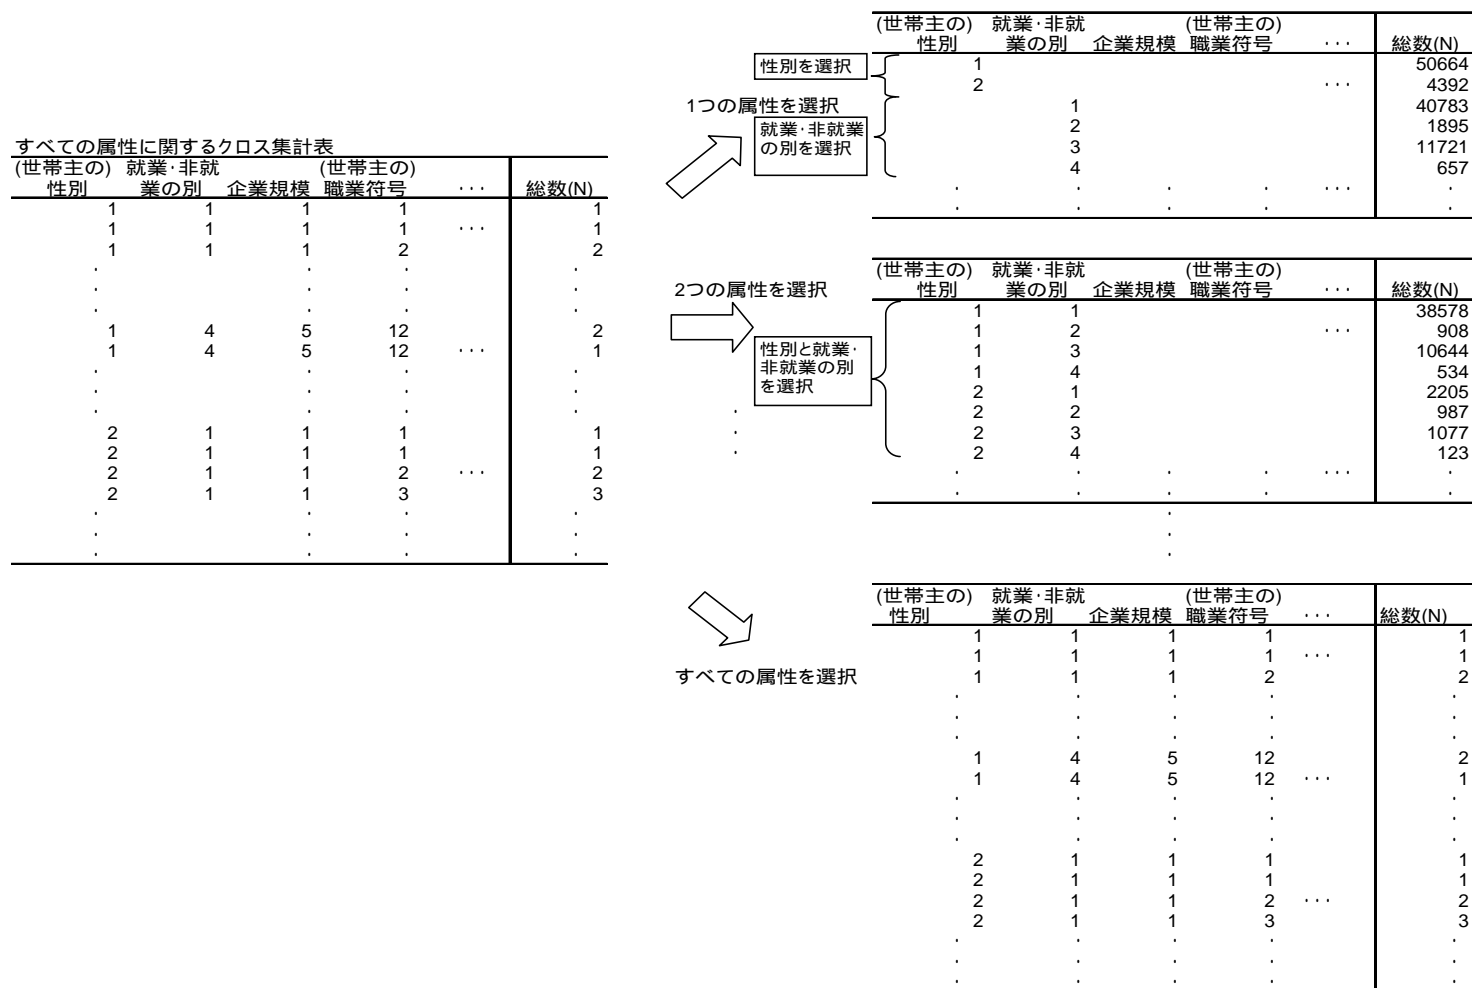 すべての属性に関するクロス集計表
(世帯主の) 就業・非就 (世帯主の)
性別 業の別 企業規模 職業符号 ・・・ 総数(N)
1 1 1 1 1
1 1 1 1 ・・・ 1
1 1 1 2 2
・ ・ ・ ・
・ ・ ・ ・
・ ・ ・ ・
1 4 5 12 2
1 4 5 12 ・・・ 1
・ ・ ・ ・
・ ・ ・ ・
・ ・ ・ ・
2 1 1 1 1
2 1 1 1 1
2 1 1 2 ・・・ 2
2 1 1 3 3
・ ・ ・ ・
・ ・ ・ ・
・ ・ ・ ・
1つの属性を選択
性別を選択
就業・非就業
の別を選択
(世帯主の) 就業・非就 (世帯主の)
性別 業の別 企業規模 職業符号 ・・・ 総数(N)
1 50664
2 ・・・ 4392
1 40783
2 1895
3 11721
4 657
・ ・ ・ ・ ・・・ ・
・ ・ ・ ・ ・
2つの属性を選択
性別と就業・
非就業の別
を選択
・
・
・
(世帯主の) 就業・非就 (世帯主の)
性別 業の別 企業規模 職業符号 ・・・ 総数(N)
1 1 38578
1 2 ・・・ 908
1 3 10644
1 4 534
2 1 2205
2 2 987
2 3 1077
2 4 123
・ ・ ・ ・ ・・・ ・
・ ・ ・ ・ ・
・
・
・
すべての属性を選択
(世帯主の) 就業・非就 (世帯主の)
性別 業の別 企業規模 職業符号 ・・・ 総数(N)
1 1 1 1 1
1 1 1 1 ・・・ 1
1 1 1 2 2
・ ・ ・ ・ ・
・ ・ ・ ・ ・
・ ・ ・ ・ ・
1 4 5 12 2
1 4 5 12 ・・・ 1
・ ・ ・ ・ ・
・ ・ ・ ・ ・
・ ・ ・ ・ ・
2 1 1 1 1
2 1 1 1 1
2 1 1 2 ・・・ 2
2 1 1 3 3
・ ・ ・ ・ ・
・ ・ ・ ・ ・
・ ・ ・ ・ ・